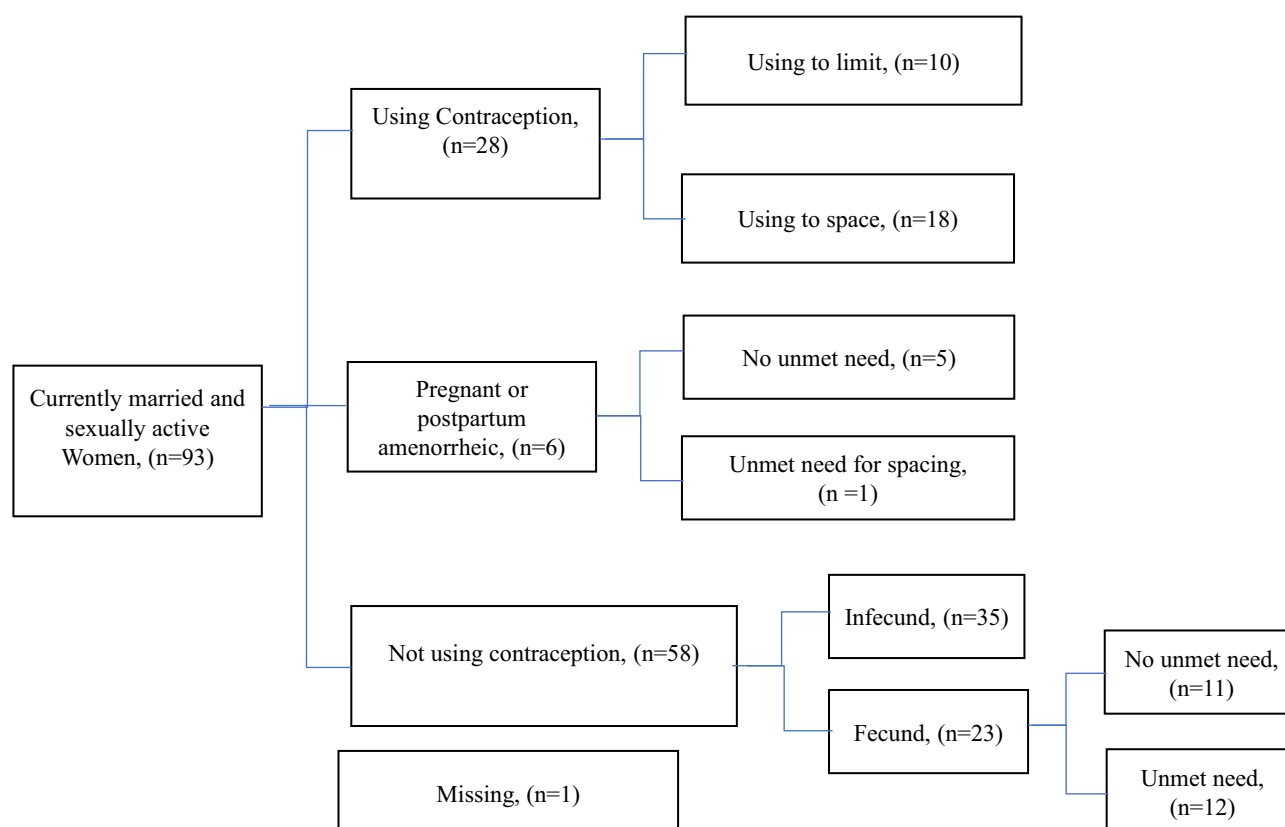 Using to limit, (n=10)
Using Contraception,
(n=28)
Using to space, (n=18)
Currently married and
sexually active
Women, (n=93)
Pregnant or
postpartum
amenorrheic, (n=6)
No unmet need, (n=5)
Unmet need for spacing,
(n =1)
Not using contraception, (n=58)
Infecund, (n=35)
Fecund, (n=23)
No unmet need,
(n=11)
Unmet need,
(n=12)
Missing, (n=1)